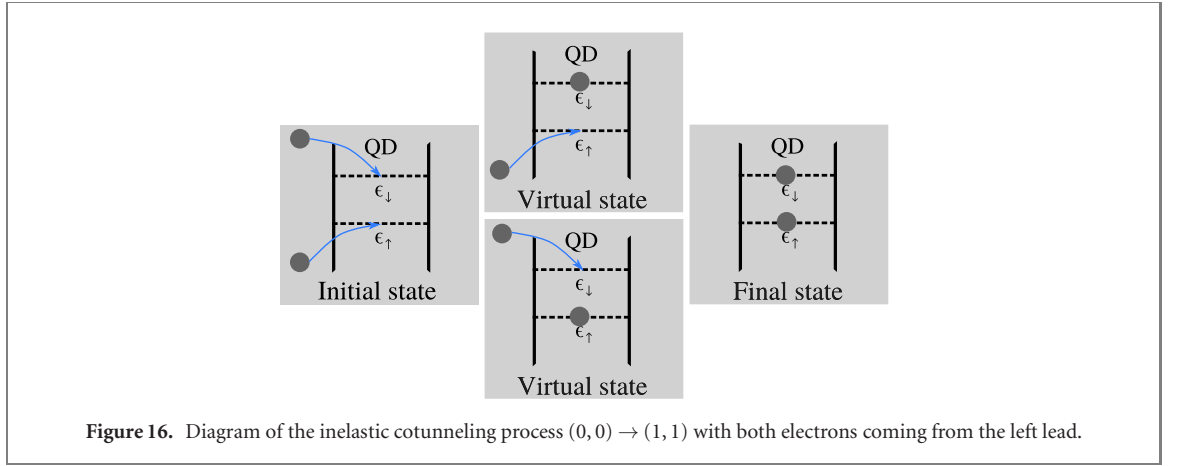 QD
ϵ↓
ϵ↑
Initial state
QD
ϵ↓
ϵ↑
Virtual state
QD
ϵ↓
ϵ↑
Virtual state
QD
ϵ↓
ϵ↑
Final state
Figure 16. Diagram of the inelastic cotunneling process (0, 0) → (1, 1) with both electrons coming from the left lead.